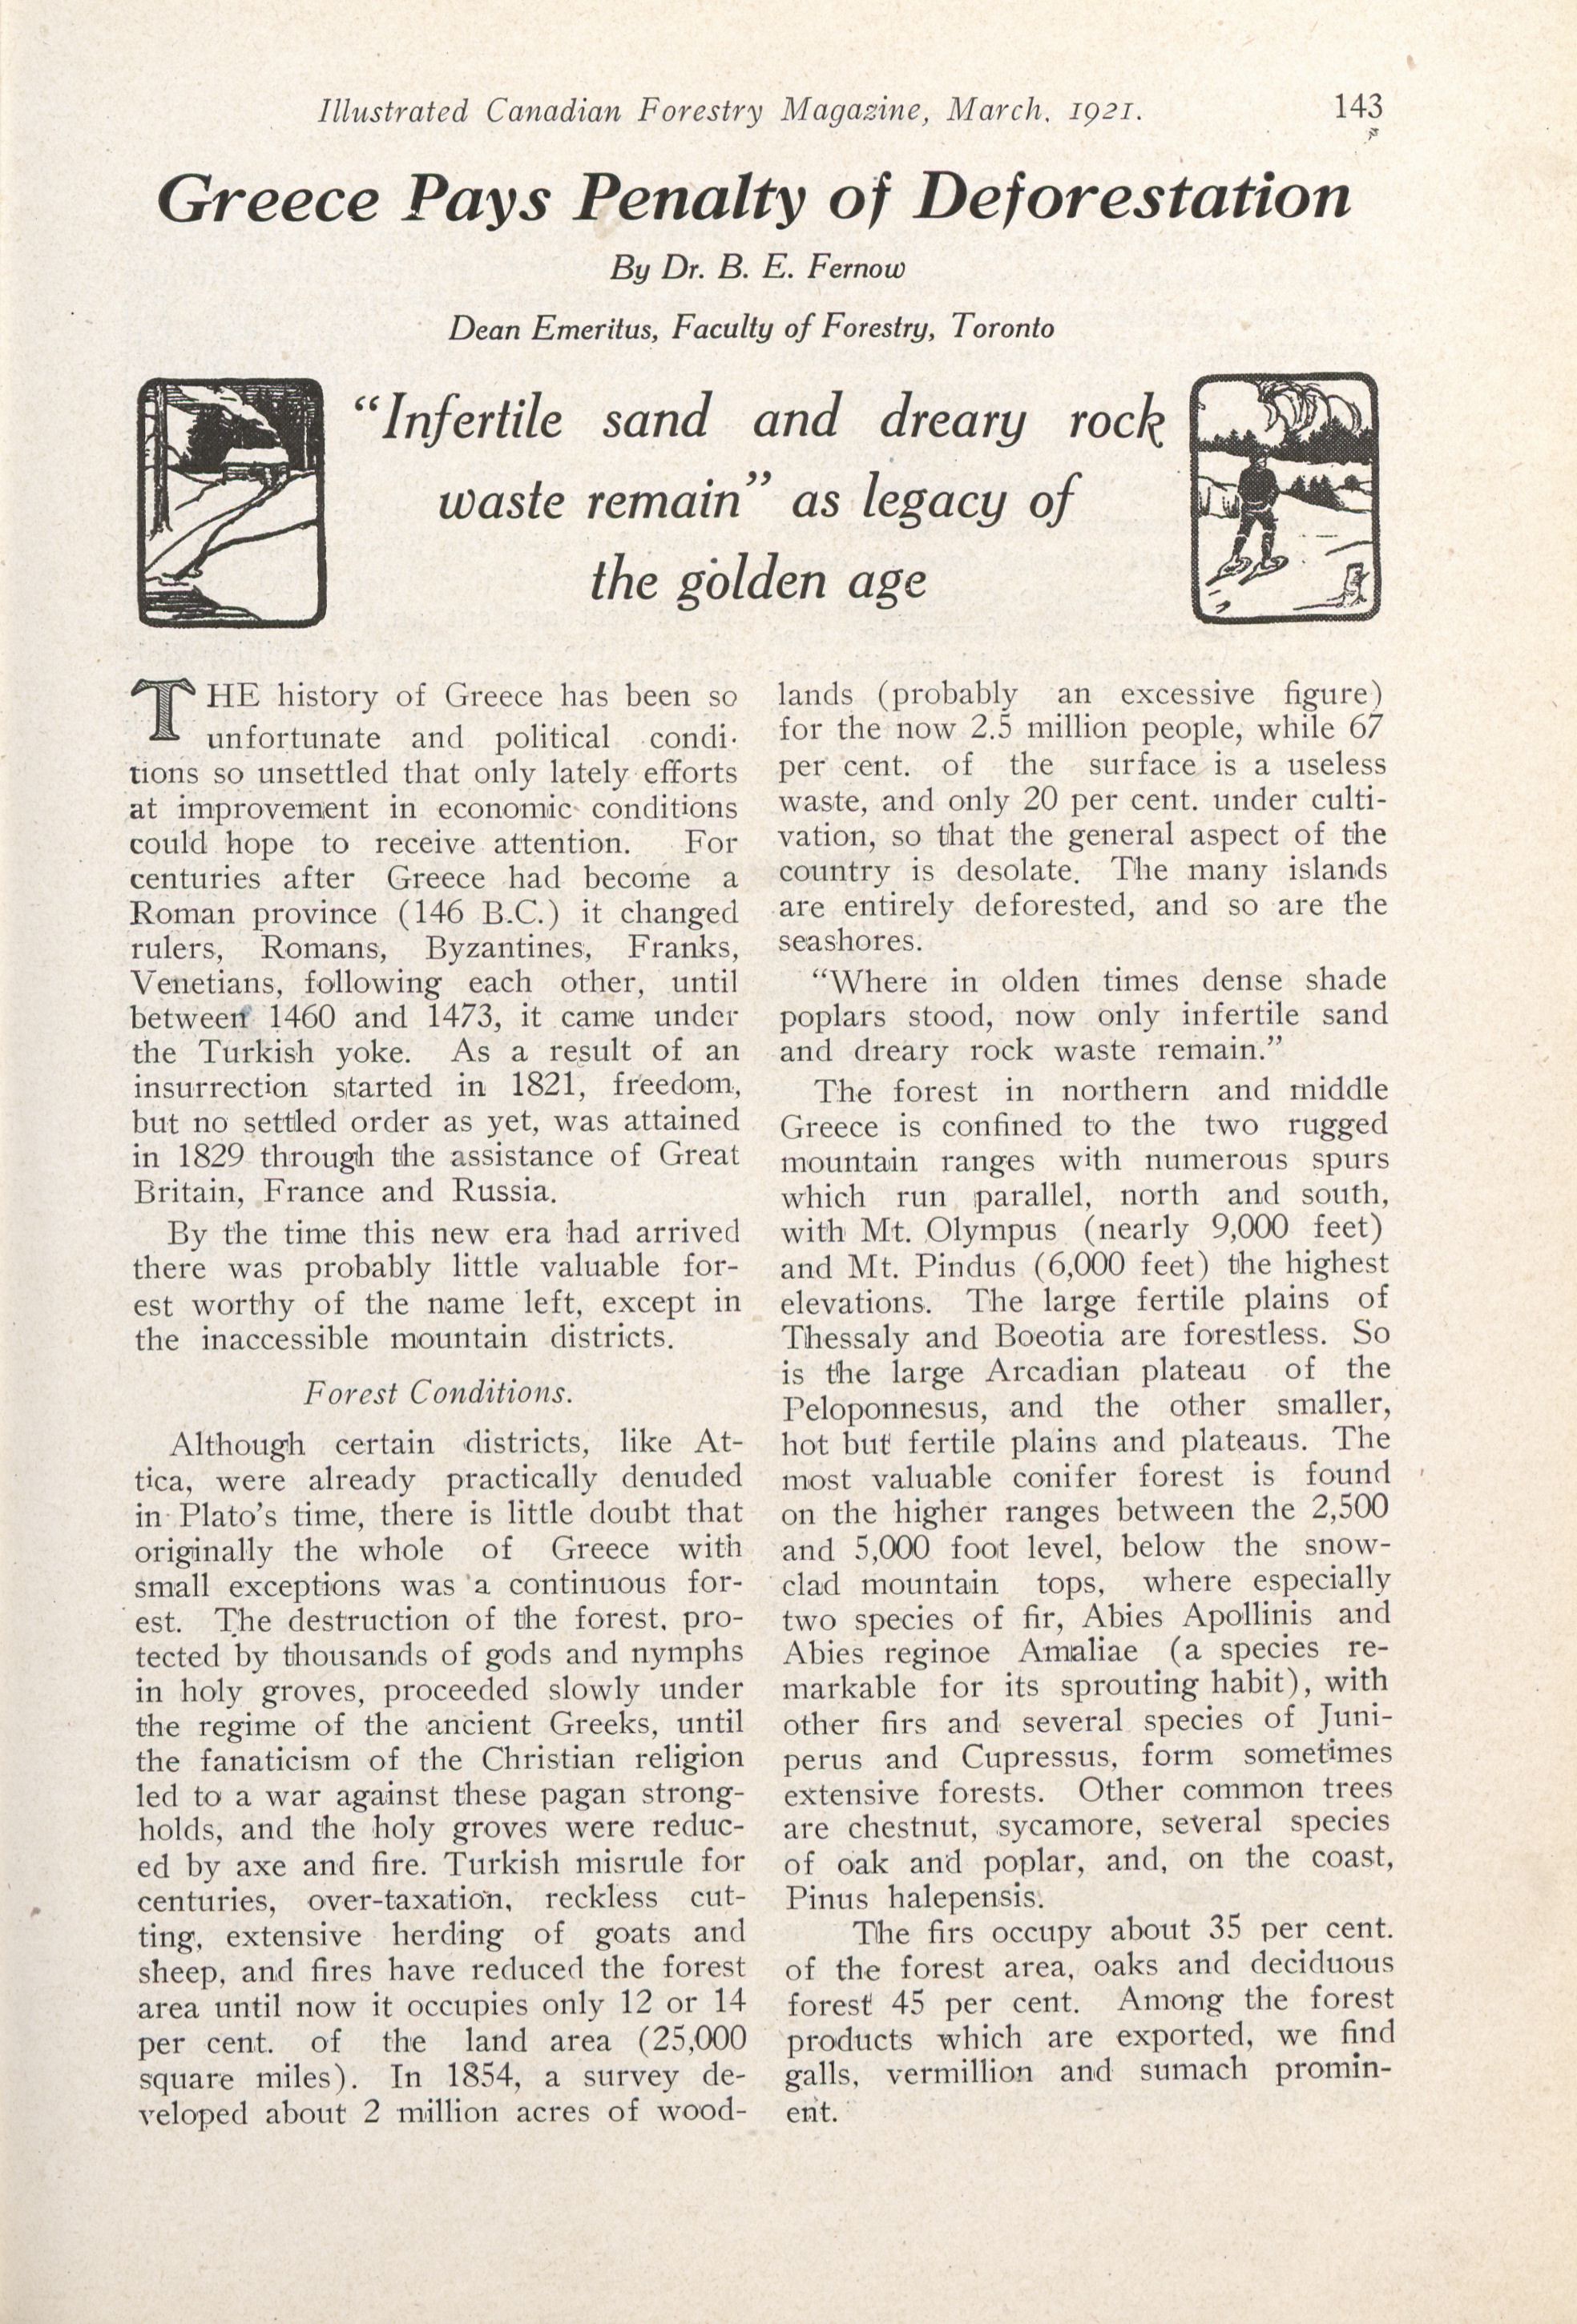 Illustrated Canadian Forestry Magazine, March, 1921.
143
Greece Pays Penalty of Deforestation
By Dr. B. E. Fernow
Dean Emeritus, Faculty of Forestry, Toronto
“Infertile sand and dreary rock
waste remain” as legacy of
the golden age
THE history of Greece has been so
unfortunate and political condi-
tions so unsettled that only lately efforts
at improvement in economic conditions
could hope to receive attention. For
centuries after Greece had become a
Roman province (146 B.C.) it changed
rulers, Romans, Byzantines, Franks,
Venetians, following each other, until
between 1460 and 1473, it came under
the Turkish yoke. As a result of an
insurrection started in 1821, freedom,
but no settled order as yet, was attained
in 1829 through the assistance of Great
Britain, France and Russia.
By the time this new era had arrived
there was probably little valuable for-
est worthy of the name left, except in
the inaccessible mountain districts.
Forest Conditions.
Although certain districts, like At-
tica, were already practically denuded
in Plato’s time, there is little doubt that
originally the whole of Greece with
small exceptions was a continuous for-
est. The destruction of the forest, pro-
tected by thousands of gods and nymphs
in holy groves, proceeded slowly under
the regime of the ancient Greeks, until
the fanaticism of the Christian religion
led to a war against these pagan strong-
holds, and the holy groves were reduc-
ed by axe and fire. Turkish misrule for
centuries, over-taxation, reckless cut-
ting, extensive herding of goats and
sheep, and fires have reduced the forest
area until now it occupies only 12 or 14
per cent. of the land area (25,000
square miles). In 1854, a survey de-
veloped about 2 million acres of wood-
lands (probably an excessive figure)
for the now 2.5 million people, while 67
per cent. of the surface is a useless
waste, and only 20 per cent. under culti-
vation, so that the general aspect of the
country is desolate. The many islands
are entirely deforested, and so are the
seashores.
“Where in olden times dense shade
poplars stood, now only infertile sand
and dreary rock waste remain.”
The forest in northern and middle
Greece is confined to the two rugged
mountain ranges with numerous spurs
which run parallel, north and south,
with Mt. Olympus (nearly 9,000 feet)
and Mt. Pindus (6,000 feet) the highest
elevations. The large fertile plains of
Thessaly and Boeotia are forestless. So
is the large Arcadian plateau of the
Peloponnesus, and the other smaller,
hot but fertile plains and plateaus. The
most valuable conifer forest is found
on the higher ranges between the 2,500
and 5,000 foot level, below the snow-
clad mountain tops, where especially
two species of fir, Abies Apollinis and
Abies reginoe Amaliae (a species re-
markable for its sprouting habit), with
other firs and several species of Juni-
perus and Cupressus, form sometimes
extensive forests. Other common trees
are chestnut, sycamore, several species
of oak and poplar, and, on the coast,
Pinus halepensis.
The firs occupy about 35 per cent.
of the forest area, oaks and deciduous
forest 45 per cent. Among the forest
products which are exported, we find
galls, vermillion and sumach promin-
ent.